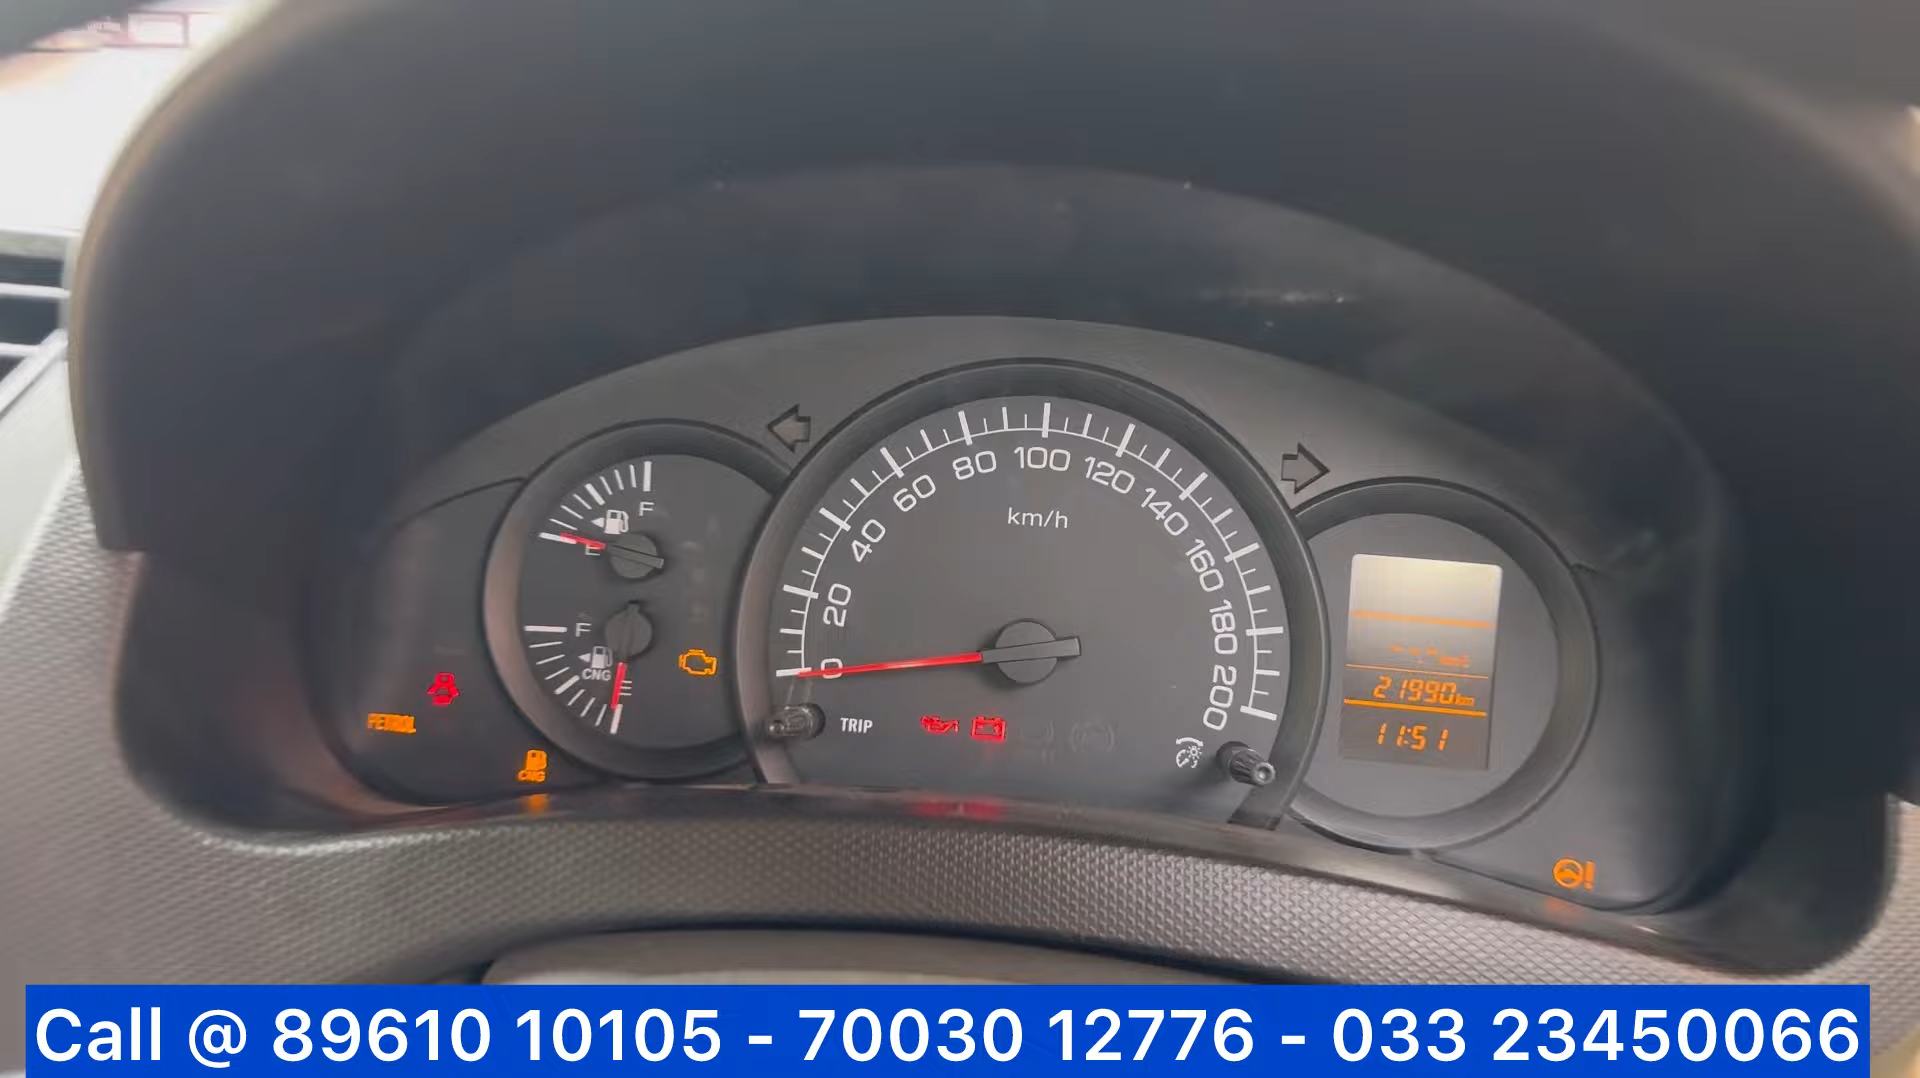 F
E
F
CNG
E
PETROL
CNG
0
20
40
60
80
100
120
140
160
180
200
km/h
TRIP
21990km
11:51
Call @ 89610 10105 - 70030 12776 - 033 23450066